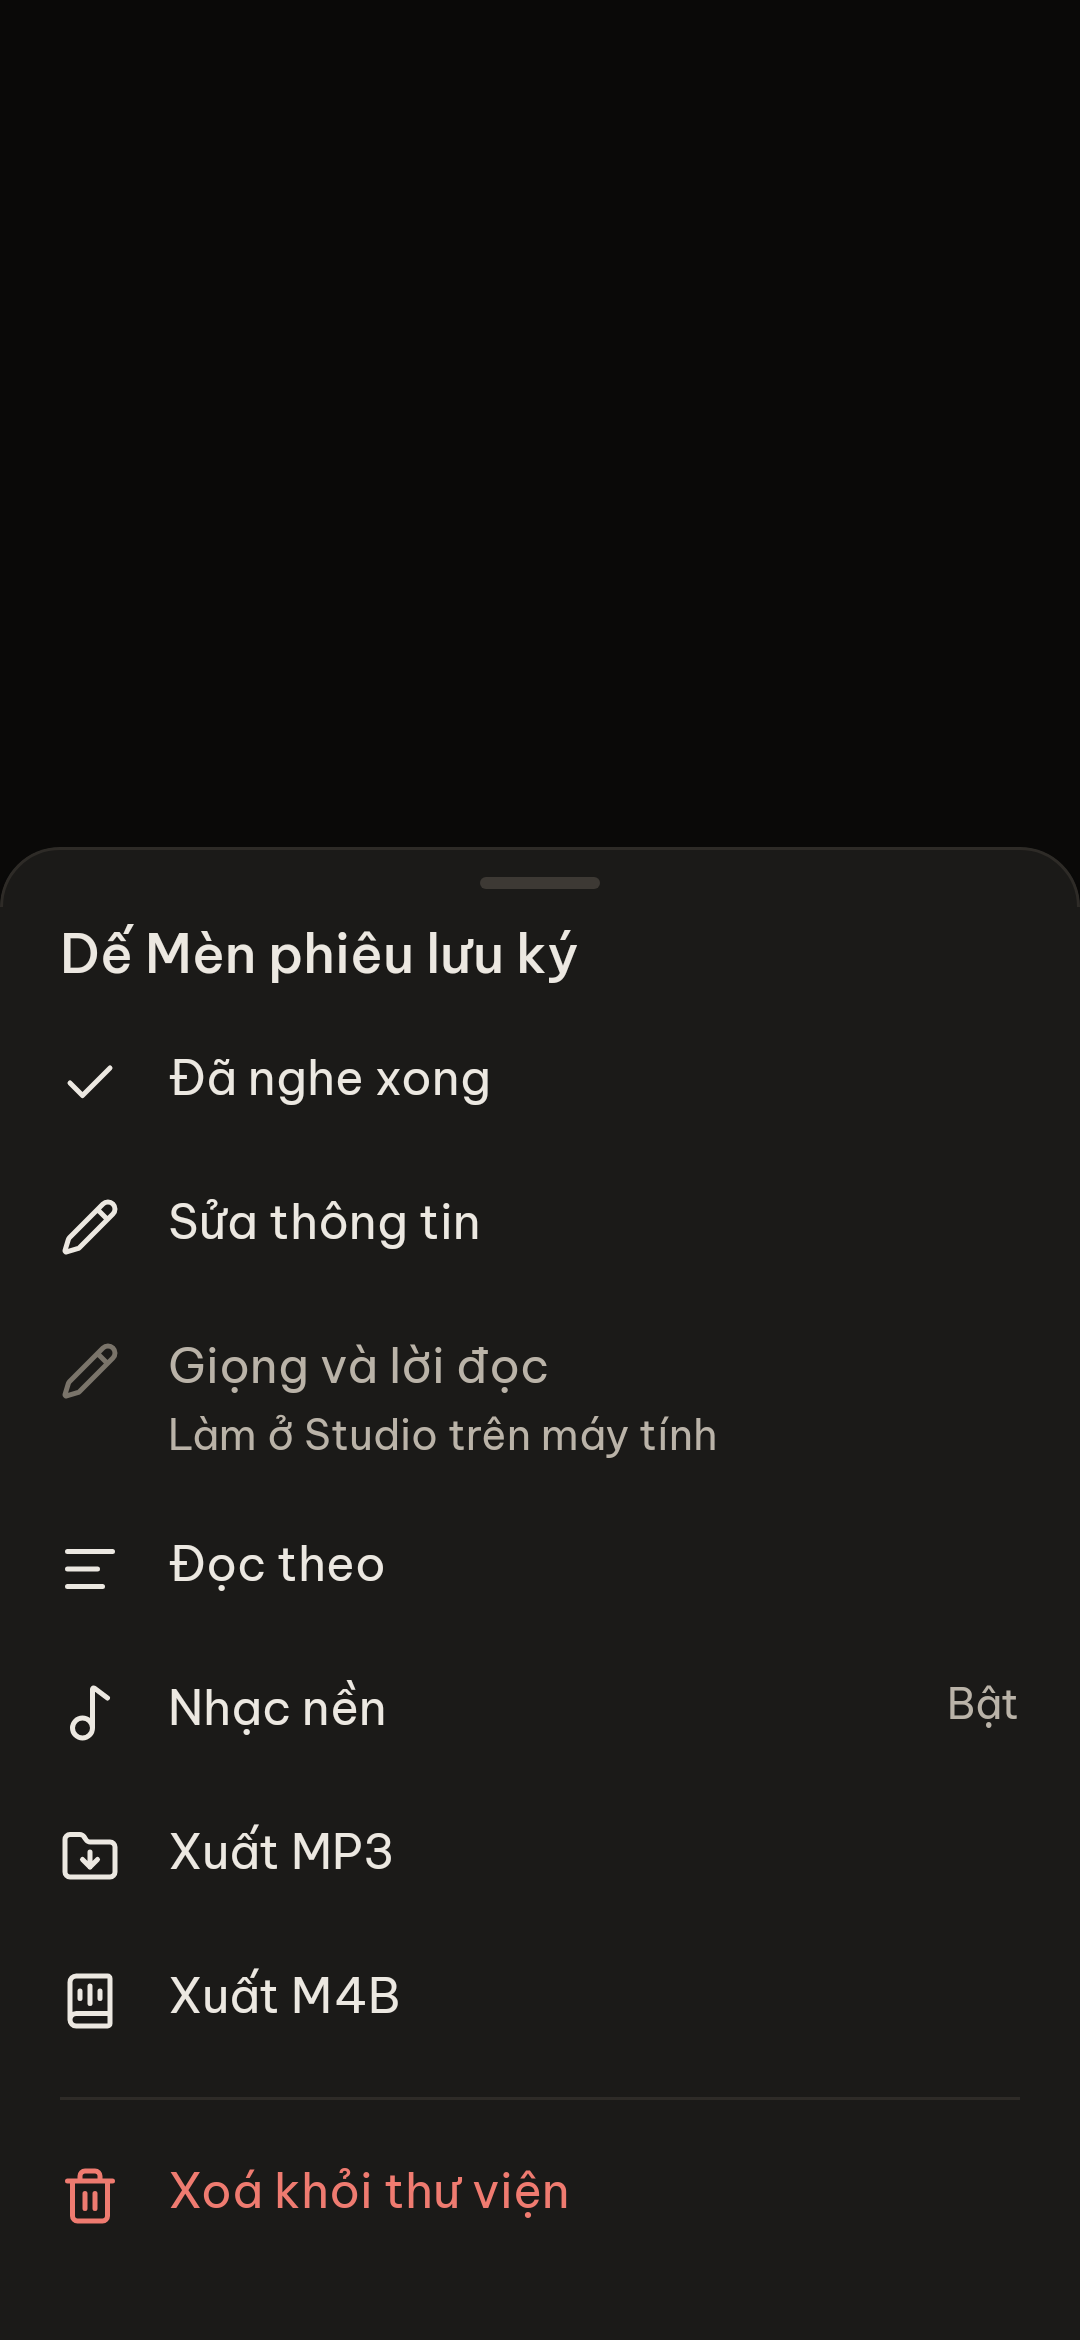 Dế Mèn phiêu lưu ký
Đã nghe xong
Sửa thông tin
Giọng và lời đọc
Làm ở Studio trên máy tính
Đọc theo
Nhạc nền
Bật
Xuất MP3
Xuất M4B
Xoá khỏi thư viện